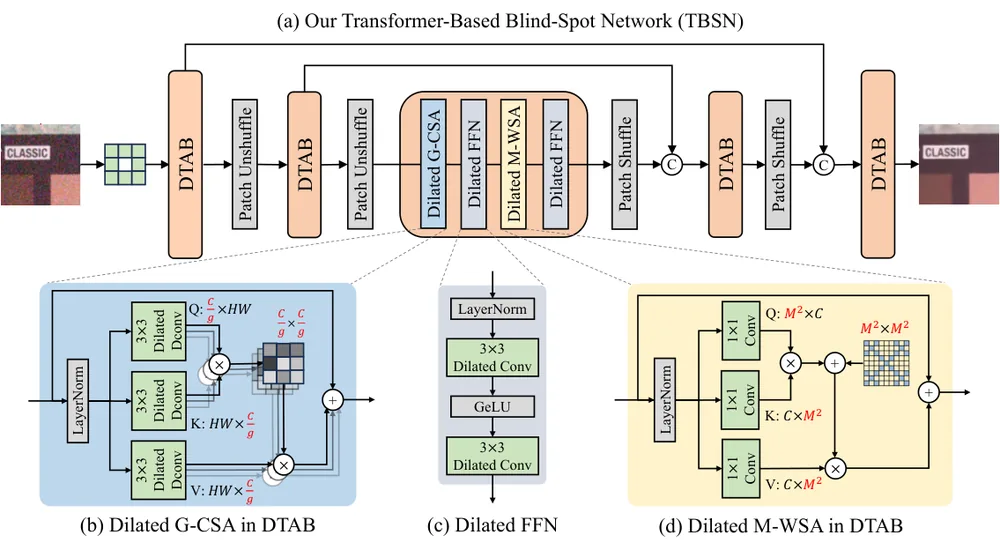 (a) Our Transformer-Based Blind-Spot Network (TBSN)
CLASSIC
DTAB
Patch Unshuffle
DTAB
Patch Unshuffle
Dilated G-CSA
Dilated FFN
Dilated M-WSA
Dilated FFN
Patch Shuffle
C
DTAB
Patch Shuffle
C
DTAB
CLASSIC
LayerNorm
3×3
Dilated
Dconv
3×3
Dilated
Dconv
3×3
Dilated
Dconv
Q: C/g×HW
K: HW×C/g
V: HW×C/g
C/g×C/g
×
×
+
(b) Dilated G-CSA in DTAB
LayerNorm
3×3
Dilated Conv
GeLU
3×3
Dilated Conv
(c) Dilated FFN
LayerNorm
1×1
Conv
1×1
Conv
1×1
Conv
Q: M²×C
K: C×M²
V: C×M²
M²×M²
×
+
×
+
(d) Dilated M-WSA in DTAB